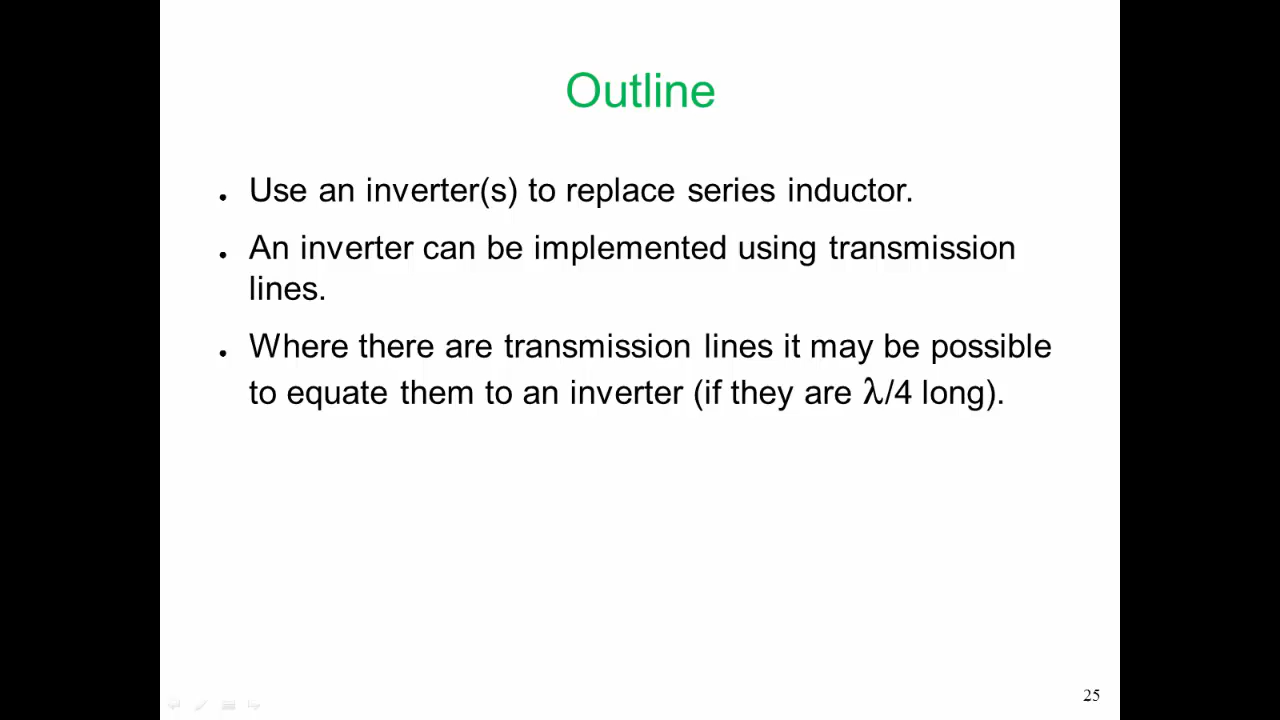 Outline
• Use an inverter(s) to replace series inductor.
• An inverter can be implemented using transmission
lines.
• Where there are transmission lines it may be possible
to equate them to an inverter (if they are λ/4 long).
25